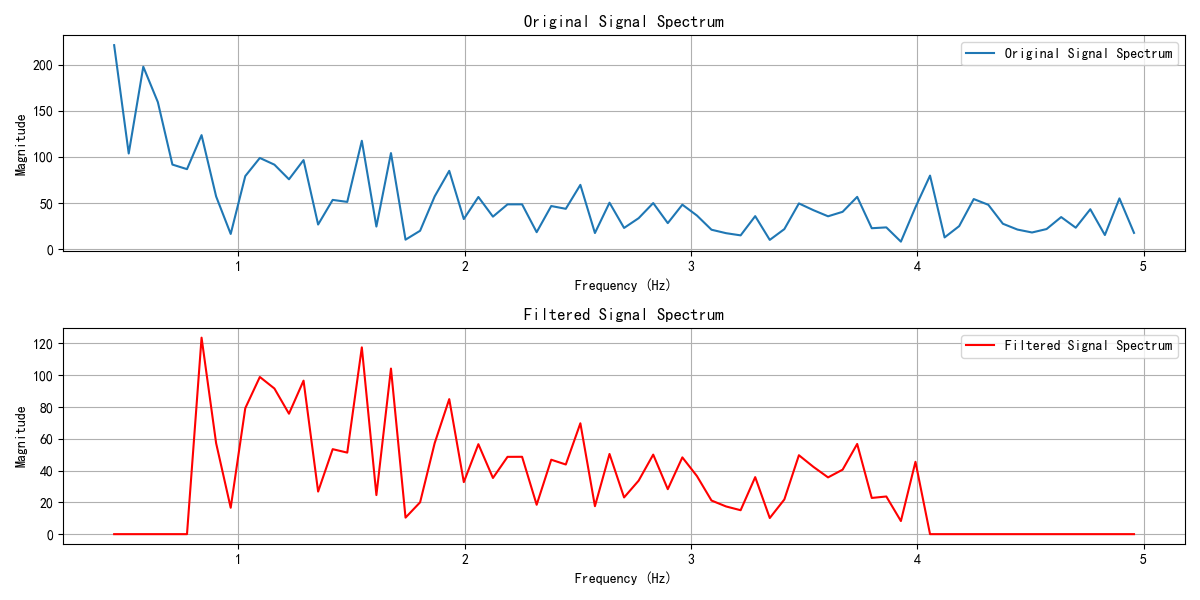 Original Signal Spectrum
Original Signal Spectrum
Magnitude
200
150
100
50
0
1 2 3 4 5
Frequency (Hz)
Filtered Signal Spectrum
Filtered Signal Spectrum
Magnitude
120
100
80
60
40
20
0
1 2 3 4 5
Frequency (Hz)